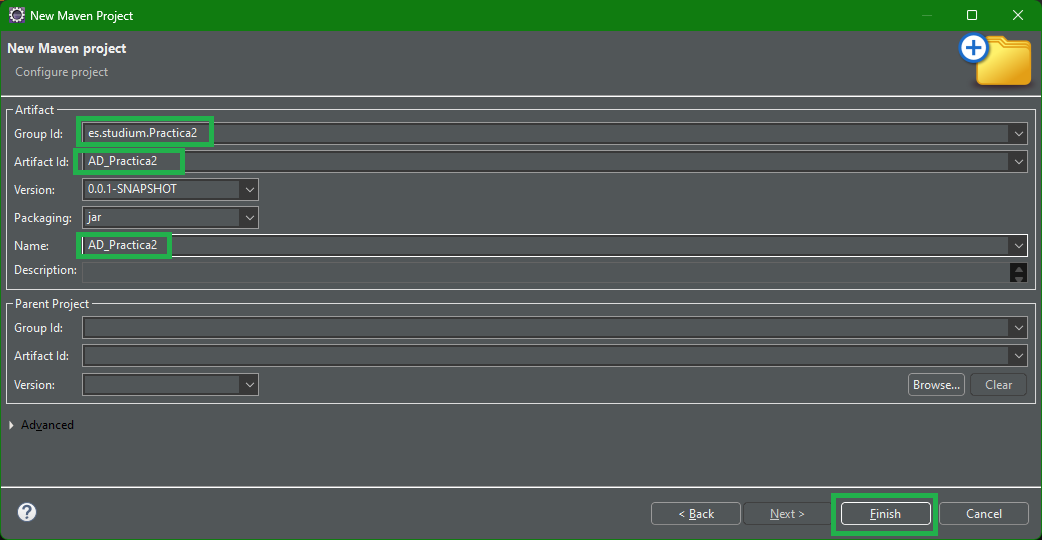 New Maven Project
New Maven project
Configure project
Artifact
Group Id: es.studium.Practica2
Artifact Id: AD_Practica2
Version: 0.0.1-SNAPSHOT
Packaging: jar
Name: AD_Practica2
Description:
Parent Project
Group Id:
Artifact Id:
Version: Browse... Clear
Advanced
? < Back Next > Finish Cancel